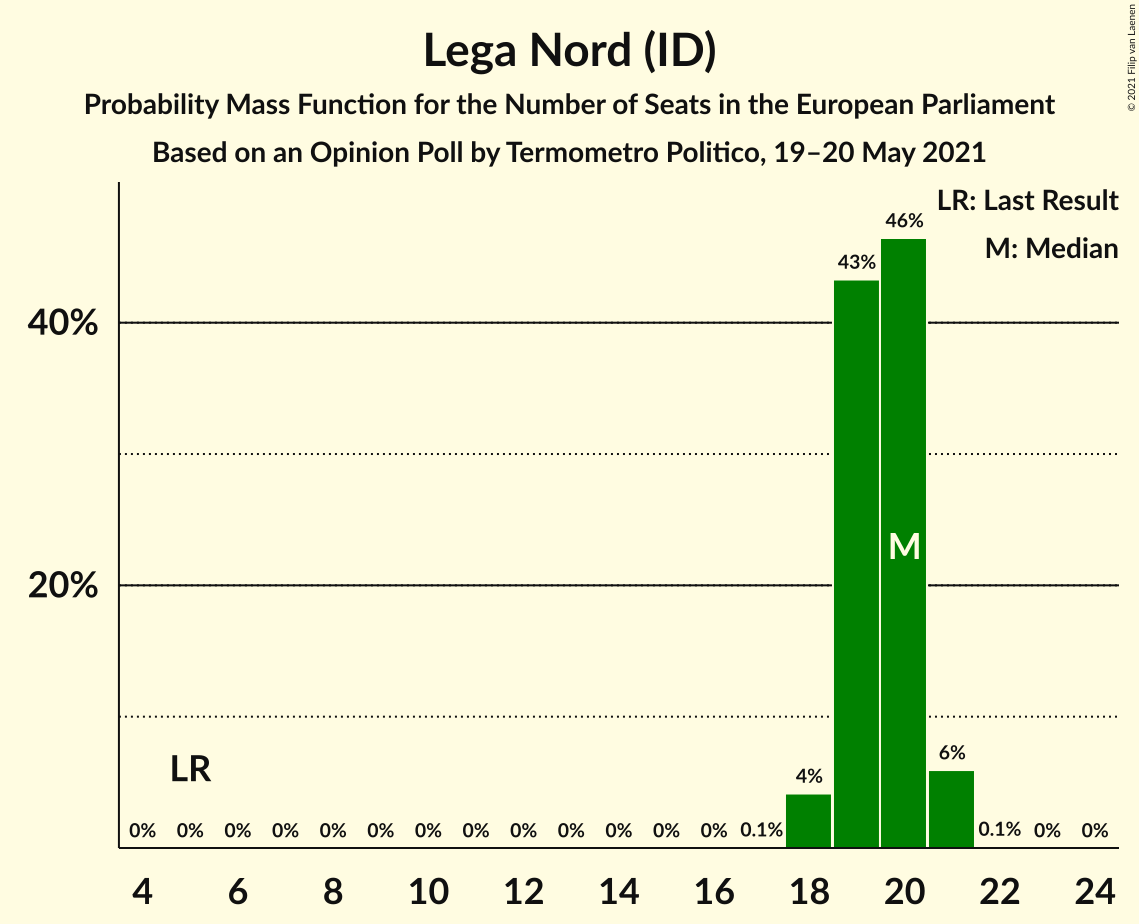 Lega Nord (ID)
Probability Mass Function for the Number of Seats in the European Parliament
Based on an Opinion Poll by Termometro Politico, 19–20 May 2021
© 2021 Filip van Laenen
LR: Last Result
M: Median
46%
43%
40%
M
20%
LR
6%
4%
0% 0% 0% 0% 0% 0% 0% 0% 0% 0% 0% 0% 0% 0.1% 0.1% 0% 0%
4 6 8 10 12 14 16 18 20 22 24